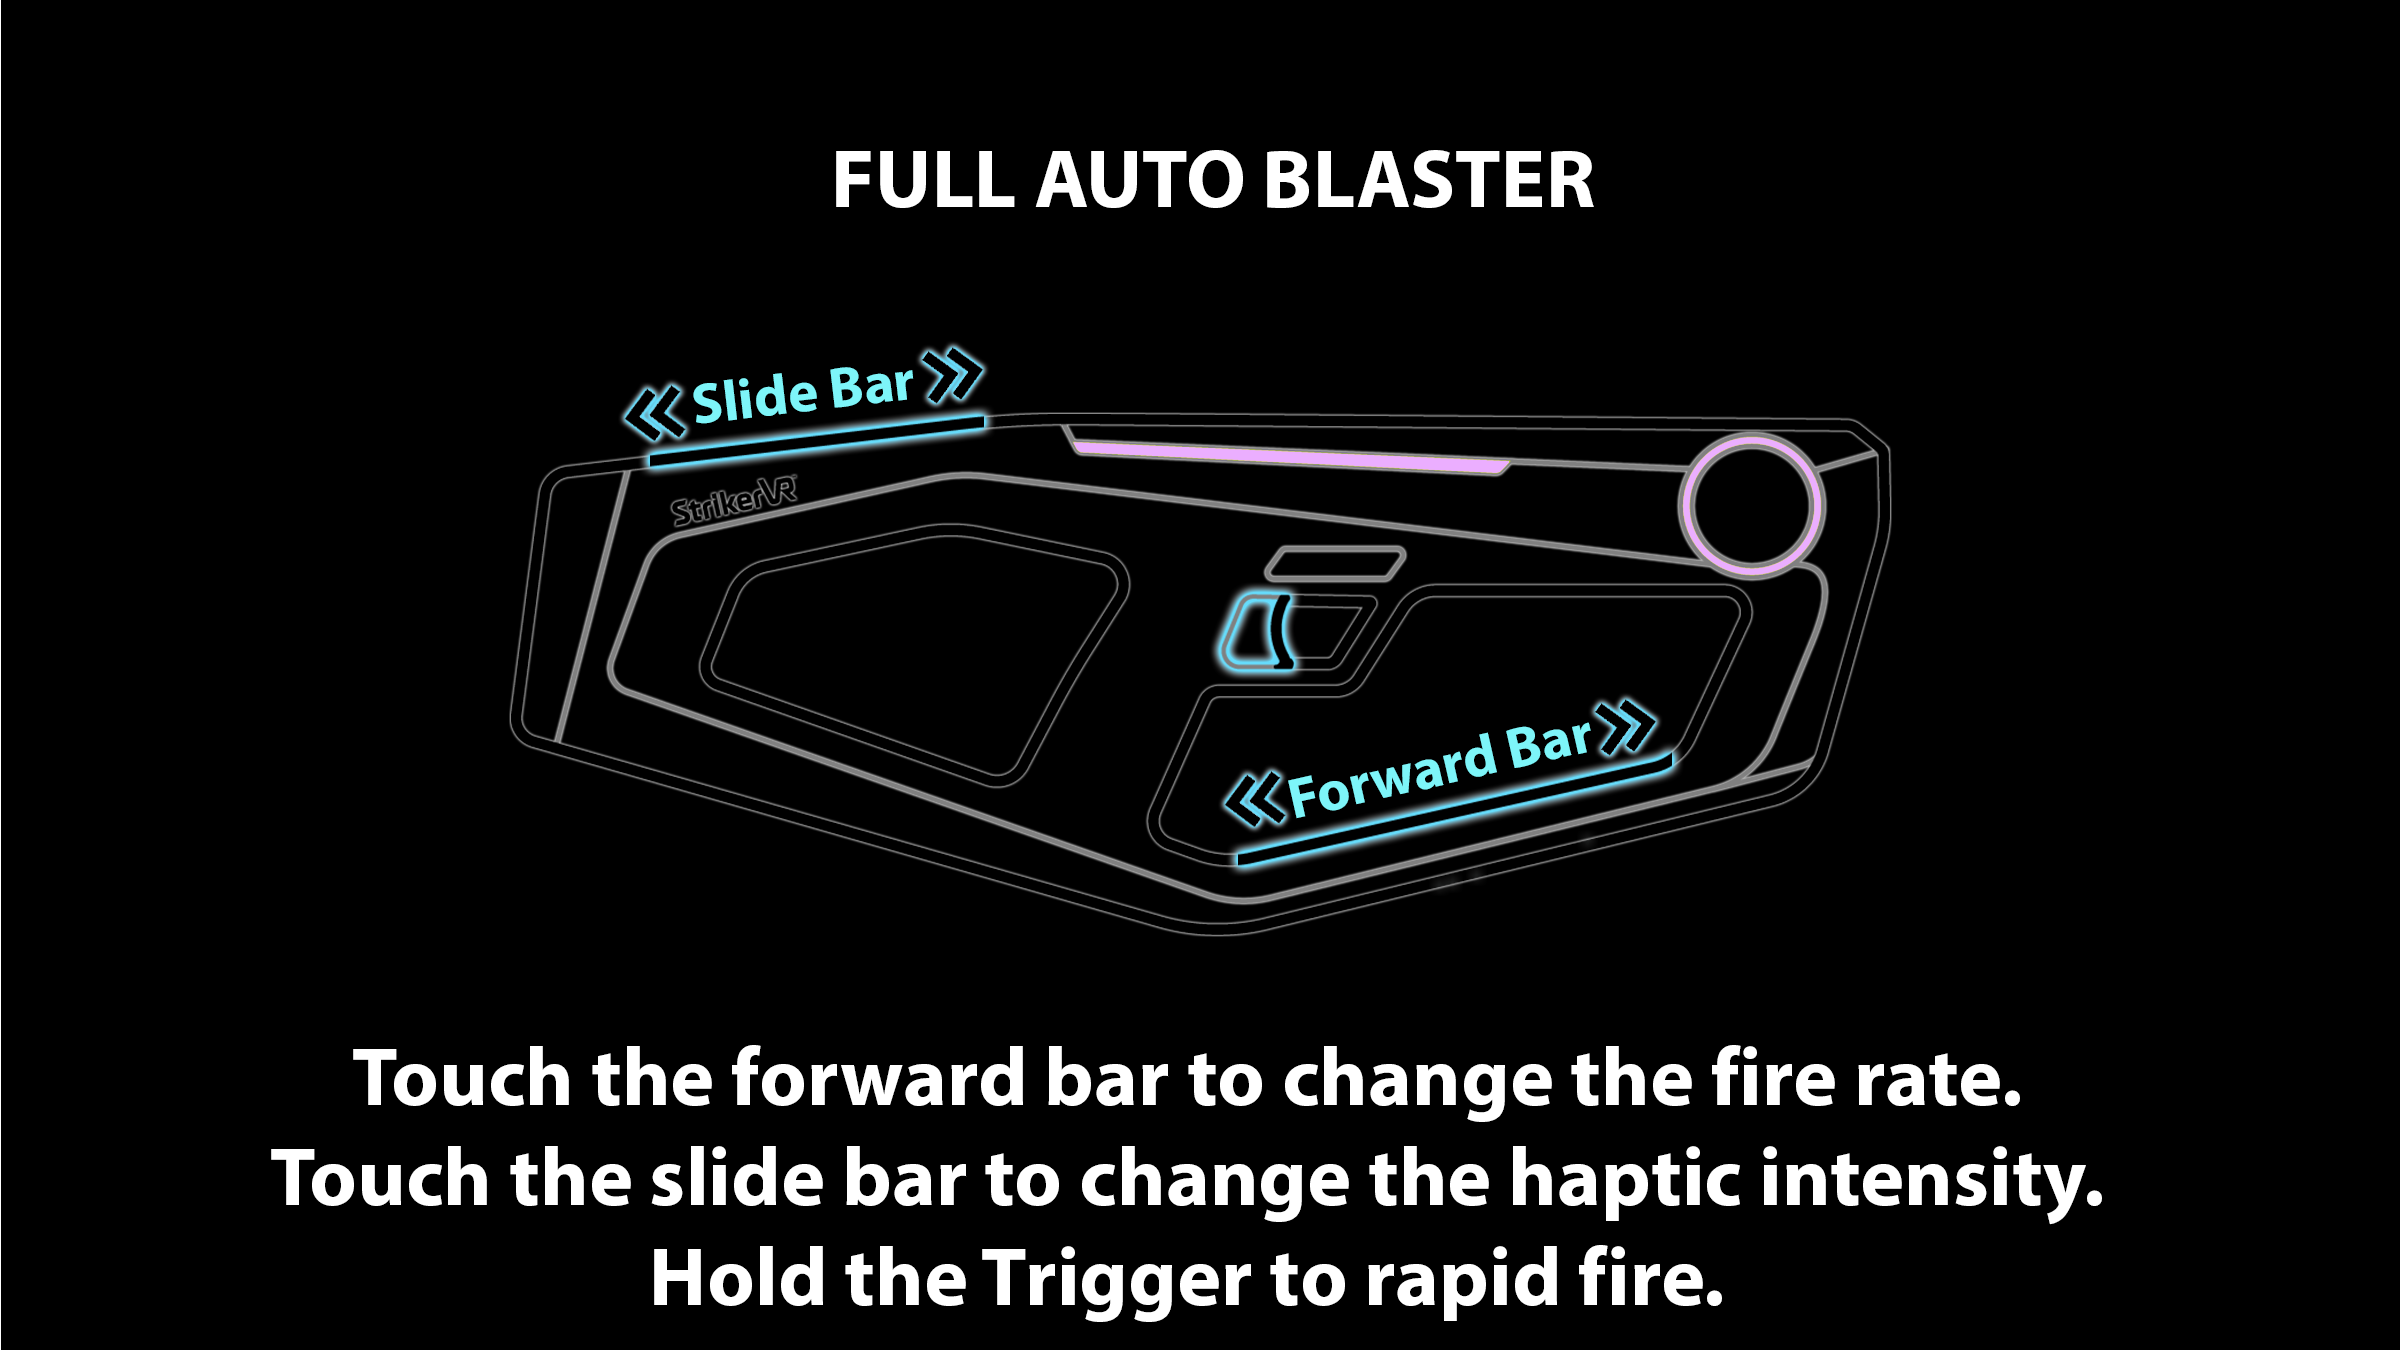 FULL AUTO BLASTER
Slide Bar
StrikerVR
Forward Bar
Touch the forward bar to change the fire rate.
Touch the slide bar to change the haptic intensity.
Hold the Trigger to rapid fire.